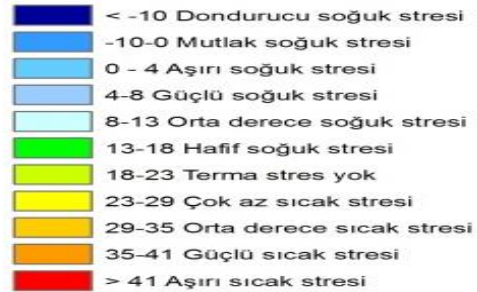 < -10 Dondurucu soğuk stresi
-10-0 Mutlak soğuk stresi
0 - 4 Aşırı soğuk stresi
4-8 Güçlü soğuk stresi
8-13 Orta derece soğuk stresi
13-18 Hafif soğuk stresi
18-23 Terma stres yok
23-29 Çok az sıcak stresi
29-35 Orta derece sıcak stresi
35-41 Güçlü sıcak stresi
> 41 Aşırı sıcak stresi